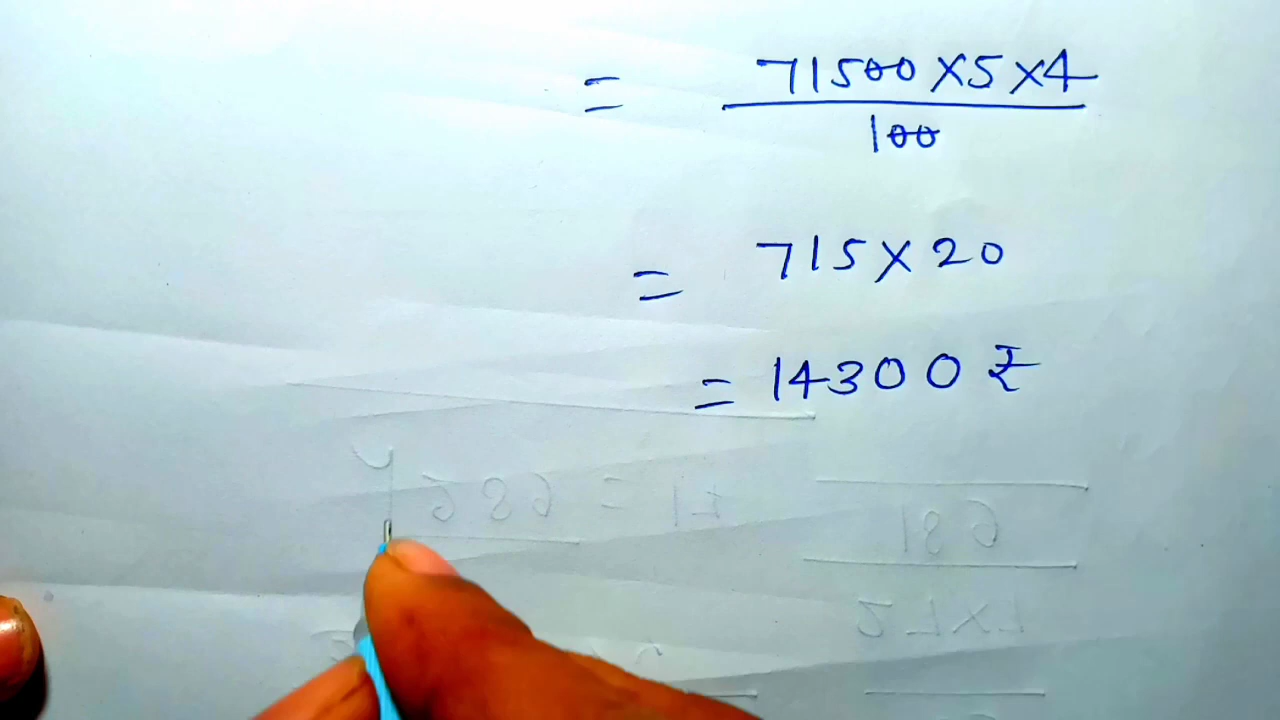 = 71500×5×4
100
= 715×20
= 14300 ₹